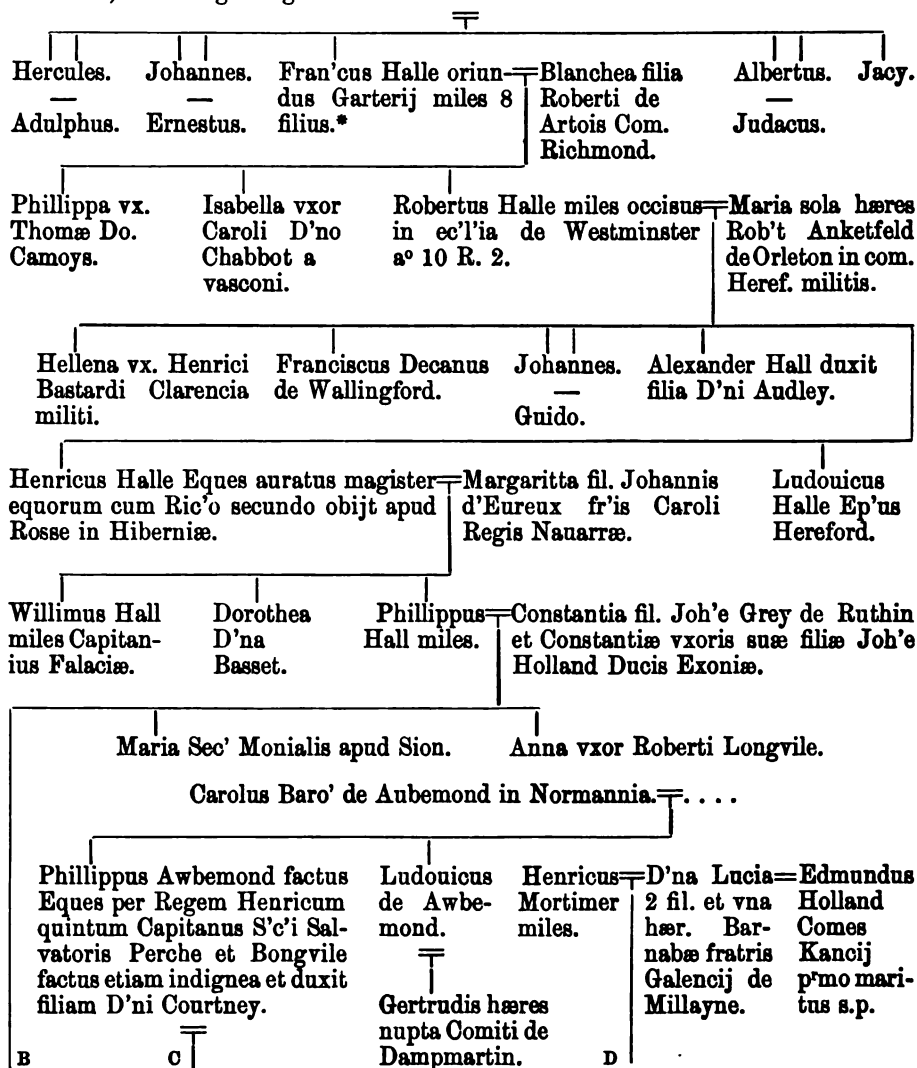 Hercules.
—
Adulphus.
Johannes.
—
Ernestus.
Fran'cus Halle oriun-
dus Garterij miles 8
filius.*
Blanchea filia
Roberti de
Artois Com.
Richmond.
Albertus.
—
Judacus.
Jacy.
Phillippa vx.
Thomæ Do.
Camoys.
Isabella vxor
Caroli D'no
Chabbot a
vasconi.
Robertus Halle miles occisus
in ec'l'ia de Westminster
aº 10 R. 2.
Maria sola hæres
Rob't Anketfeld
de Orleton in com.
Heref. militis.
Hellena vx. Henrici
Bastardi Clarencia
militi.
Franciscus Decanus
de Wallingford.
Johannes.
—
Guido.
Alexander Hall duxit
filia D'ni Audley.
Henricus Halle Eques auratus magister
equorum cum Ric'o secundo obijt apud
Rosse in Hiberniæ.
Margaritta fil. Johannis
d'Eureux fr'is Caroli
Regis Nauarræ.
Ludouicus
Halle Ep'us
Hereford.
Willimus Hall
miles Capitan-
ius Falaciæ.
Dorothea
D'na
Basset.
Phillippus
Hall miles.
Constantia fil. Joh'e Grey de Ruthin
et Constantiæ vxoris suæ filiæ Joh'e
Holland Ducis Exoniæ.
Maria Sec' Monialis apud Sion.
Anna vxor Roberti Longvile.
Carolus Baro' de Aubemond in Normannia. . . . .
Phillippus Awbemond factus
Eques per Regem Henricum
quintum Capitanus S'c'i Sal-
vatoris Perche et Bongvile
factus etiam indignea et duxit
filiam D'ni Courtney.
Ludouicus
de Awbe-
mond.
Gertrudis hæres
nupta Comiti de
Dampmartin.
Henricus
Mortimer
miles.
D'na Lucia
2 fil. et vna
hær. Bar-
nabæ fratris
Galencij de
Millayne.
Edmundus
Holland
Comes
Kancij
pʳmo mari-
tus s.p.
B
C
D